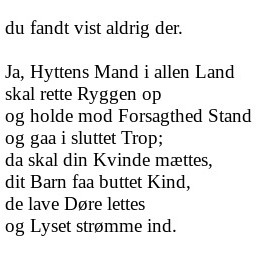 du fandt vist aldrig der.

Ja, Hyttens Mand i allen Land
skal rette Ryggen op
og holde mod Forsagthed Stand
og gaa i sluttet Trop;
da skal din Kvinde mættes,
dit Barn faa buttet Kind,
de lave Døre lettes
og Lyset strømme ind.